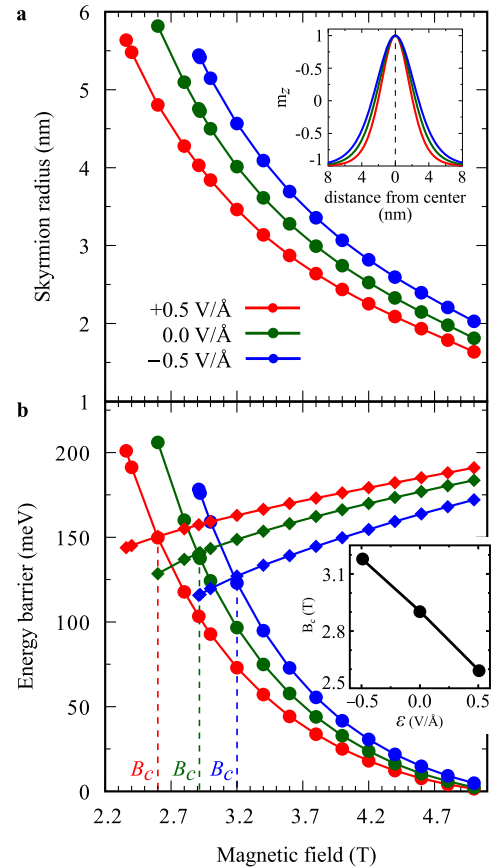 a
6
5
4
3
2
1
Skyrmion radius (nm)
+0.5 V/Å
0.0 V/Å
−0.5 V/Å
1
-0.5
0
-0.5
-1
m_z
8 4 0 4 8
distance from center
(nm)
b
200
150
100
75
50
25
0
Energy barrier (meV)
B_C B_C B_C
3.1
2.8
2.5
B_c (T)
−0.5 0.0 0.5
ε (V/Å)
2.2 2.7 3.2 3.7 4.2 4.7
Magnetic field (T)